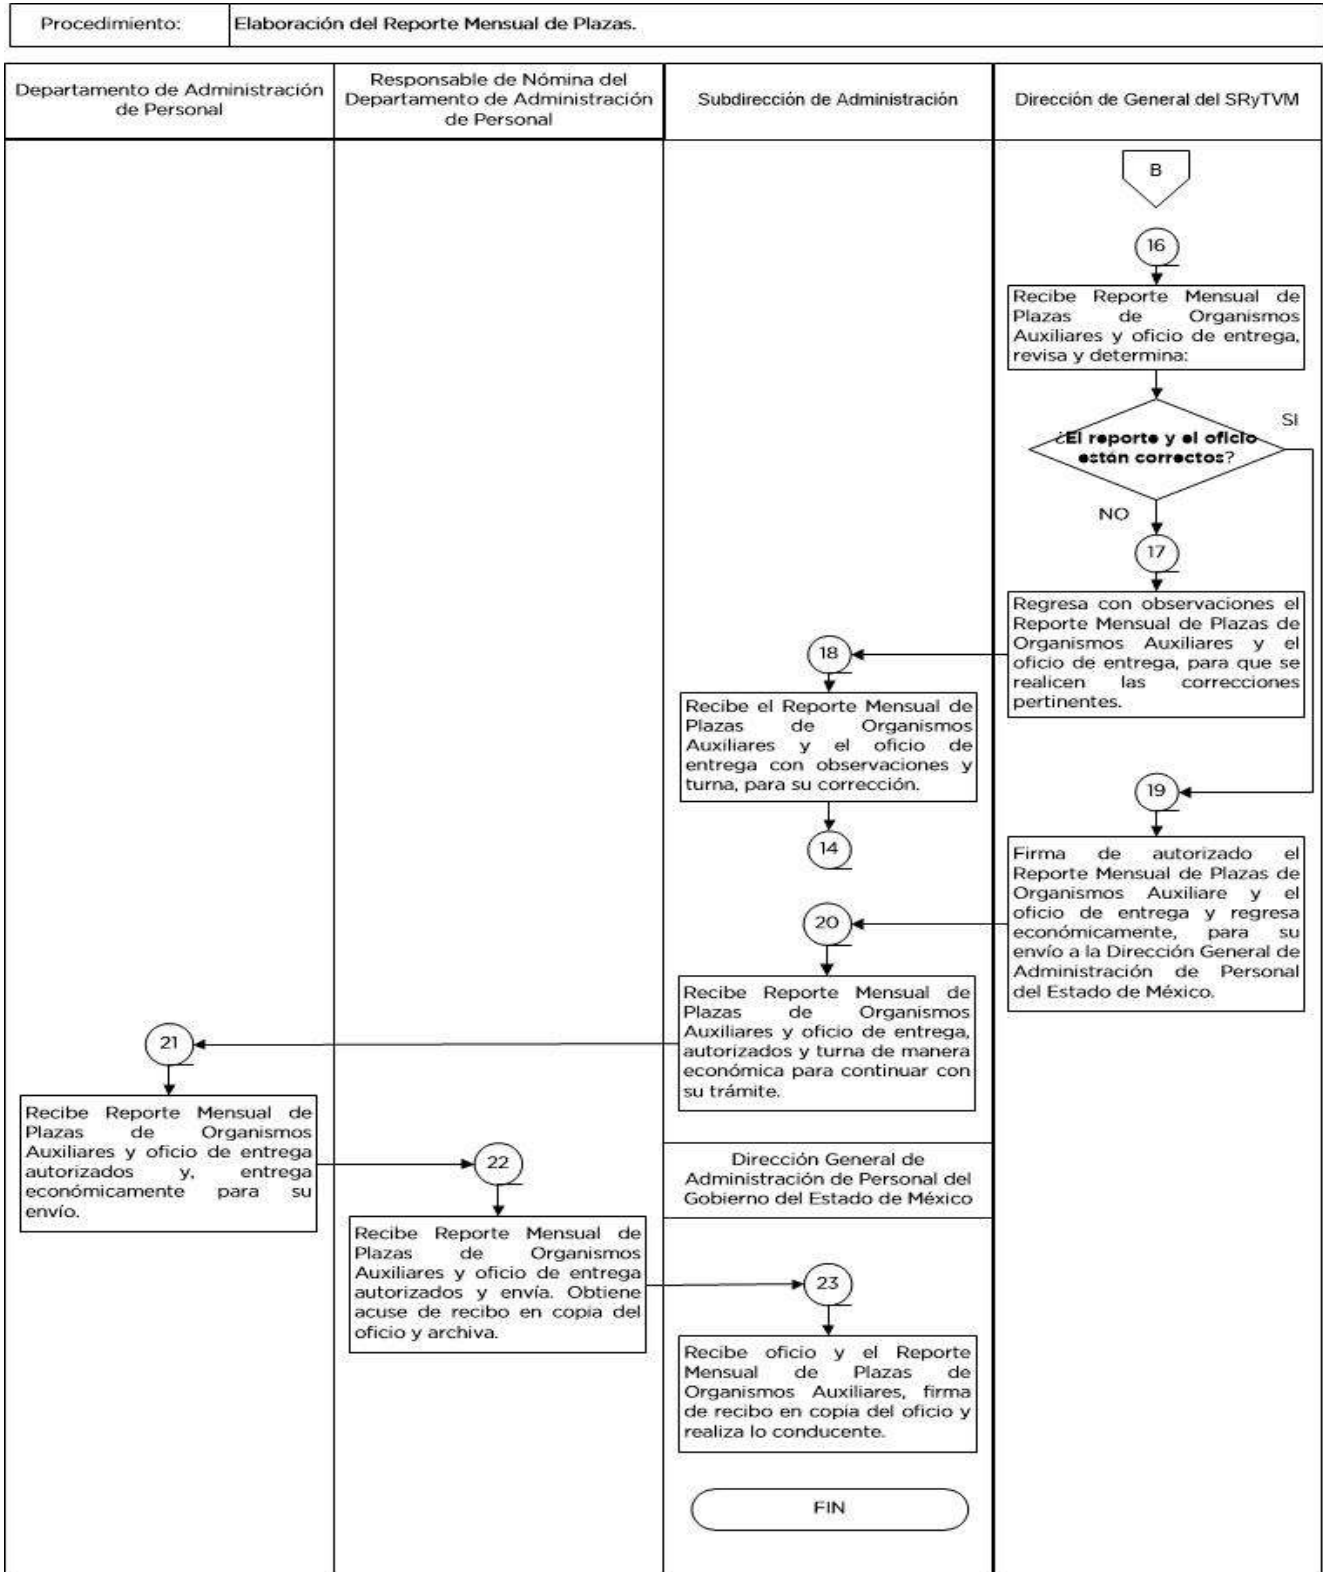 Procedimiento:
Elaboración del Reporte Mensual de Plazas.
Departamento de Administración
de Personal
Responsable de Nómina del
Departamento de Administración
de Personal
Subdirección de Administración
Dirección de General del SRyTVM
B
16
Recibe Reporte Mensual de
Plazas de Organismos
Auxiliares y oficio de entrega,
revisa y determina:
SI
¿El reporte y el oficio
están correctos?
NO
17
Regresa con observaciones el
Reporte Mensual de Plazas de
Organismos Auxiliares y el
oficio de entrega, para que se
realicen las correcciones
pertinentes.
18
Recibe el Reporte Mensual de
Plazas de Organismos
Auxiliares y el oficio de
entrega con observaciones y
turna, para su corrección.
14
19
Firma de autorizado el
Reporte Mensual de Plazas de
Organismos Auxiliare y el
oficio de entrega y regresa
económicamente, para su
envío a la Dirección General de
Administración de Personal
del Estado de México.
20
Recibe Reporte Mensual de
Plazas de Organismos
Auxiliares y oficio de entrega,
autorizados y turna de manera
económica para continuar con
su trámite.
21
Recibe Reporte Mensual de
Plazas de Organismos
Auxiliares y oficio de entrega
autorizados y, entrega
económicamente para su
envío.
22
Recibe Reporte Mensual de
Plazas de Organismos
Auxiliares y oficio de entrega
autorizados y envía. Obtiene
acuse de recibo en copia del
oficio y archiva.
Dirección General de
Administración de Personal del
Gobierno del Estado de México
23
Recibe oficio y el Reporte
Mensual de Plazas de
Organismos Auxiliares, firma
de recibo en copia del oficio y
realiza lo conducente.
FIN